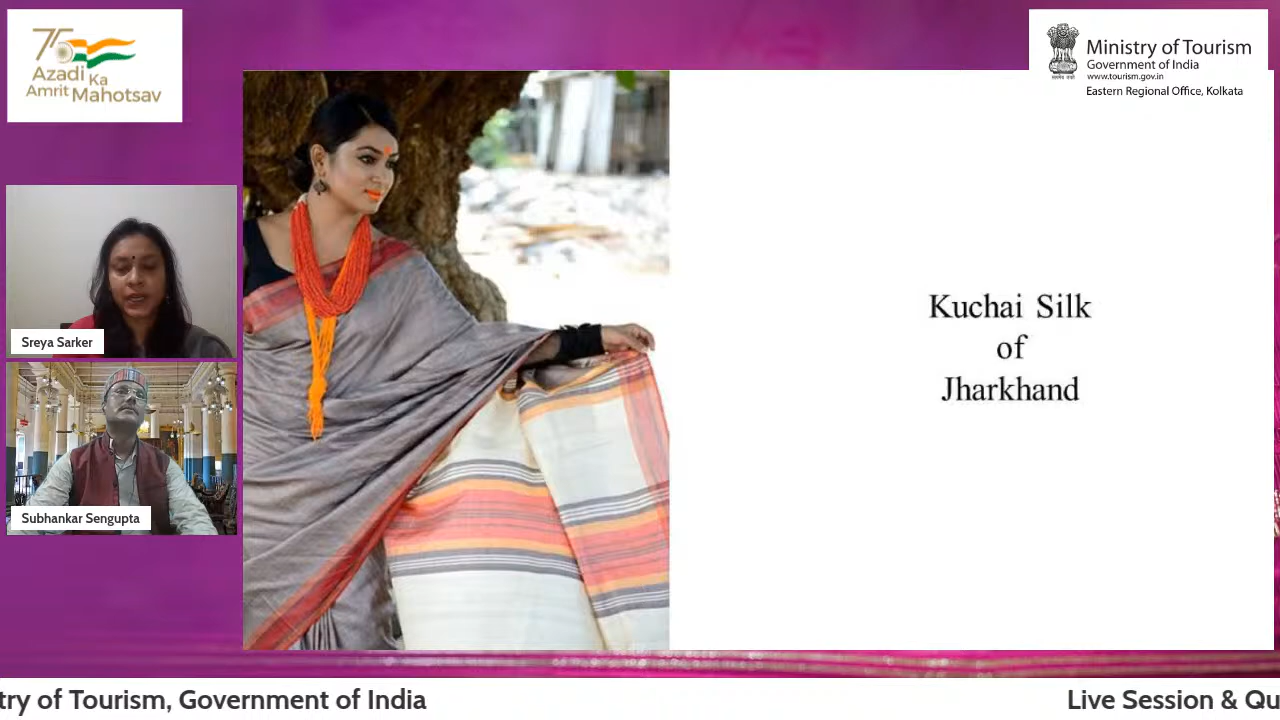 75
Azadi Ka
Amrit Mahotsav
Ministry of Tourism
Government of India
www.tourism.gov.in
Eastern Regional Office, Kolkata
Sreya Sarker
Subhankar Sengupta
Kuchai Silk
of
Jharkhand
try of Tourism, Government of India
Live Session & Qu